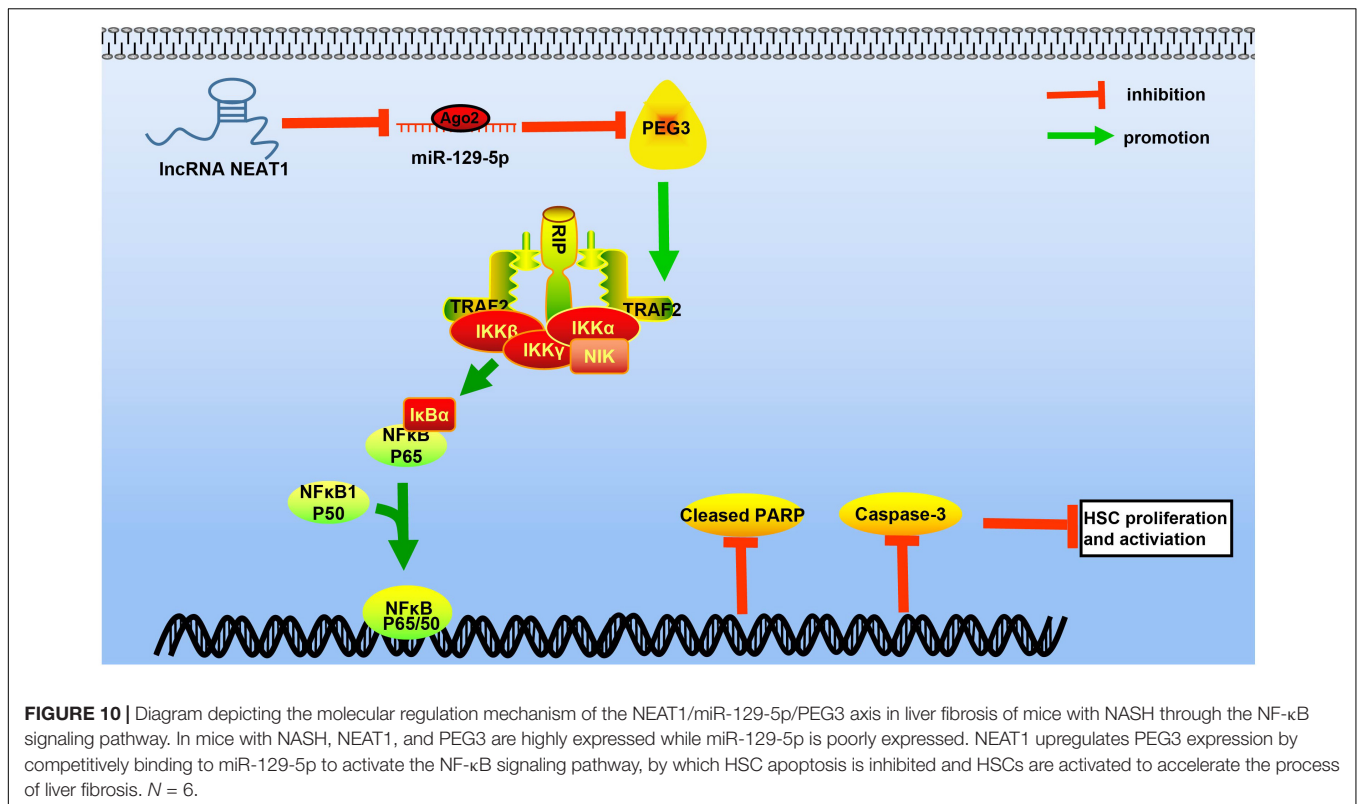 inhibition
promotion
lncRNA NEAT1
Ago2
miR-129-5p
PEG3
RIP
TRAF2
TRAF2
IKKβ
IKKα
IKKγ
NIK
IκBα
NFκB
P65
NFκB1
P50
NFκB
P65/50
Cleased PARP
Caspase-3
HSC proliferation
and activiation
FIGURE 10 | Diagram depicting the molecular regulation mechanism of the NEAT1/miR-129-5p/PEG3 axis in liver fibrosis of mice with NASH through the NF-κB
signaling pathway. In mice with NASH, NEAT1, and PEG3 are highly expressed while miR-129-5p is poorly expressed. NEAT1 upregulates PEG3 expression by
competitively binding to miR-129-5p to activate the NF-κB signaling pathway, by which HSC apoptosis is inhibited and HSCs are activated to accelerate the process
of liver fibrosis. N = 6.